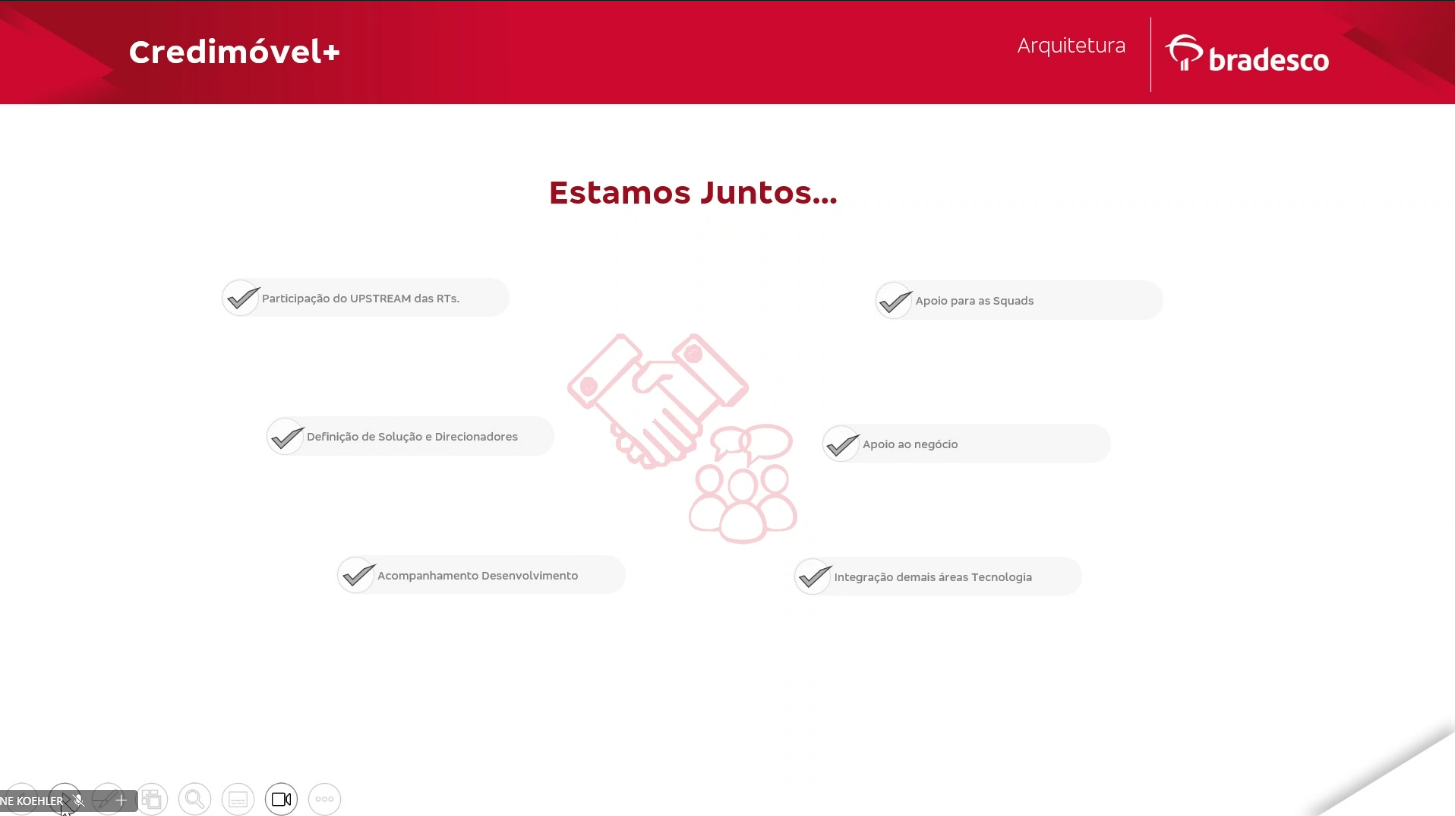 Credimóvel+
Arquitetura
bradesco
Estamos Juntos...
Participação do UPSTREAM das RTs.
Apoio para as Squads
Definição de Solução e Direcionadores
Apoio ao negócio
Acompanhamento Desenvolvimento
Integração demais áreas Tecnologia
NE KOEHLER